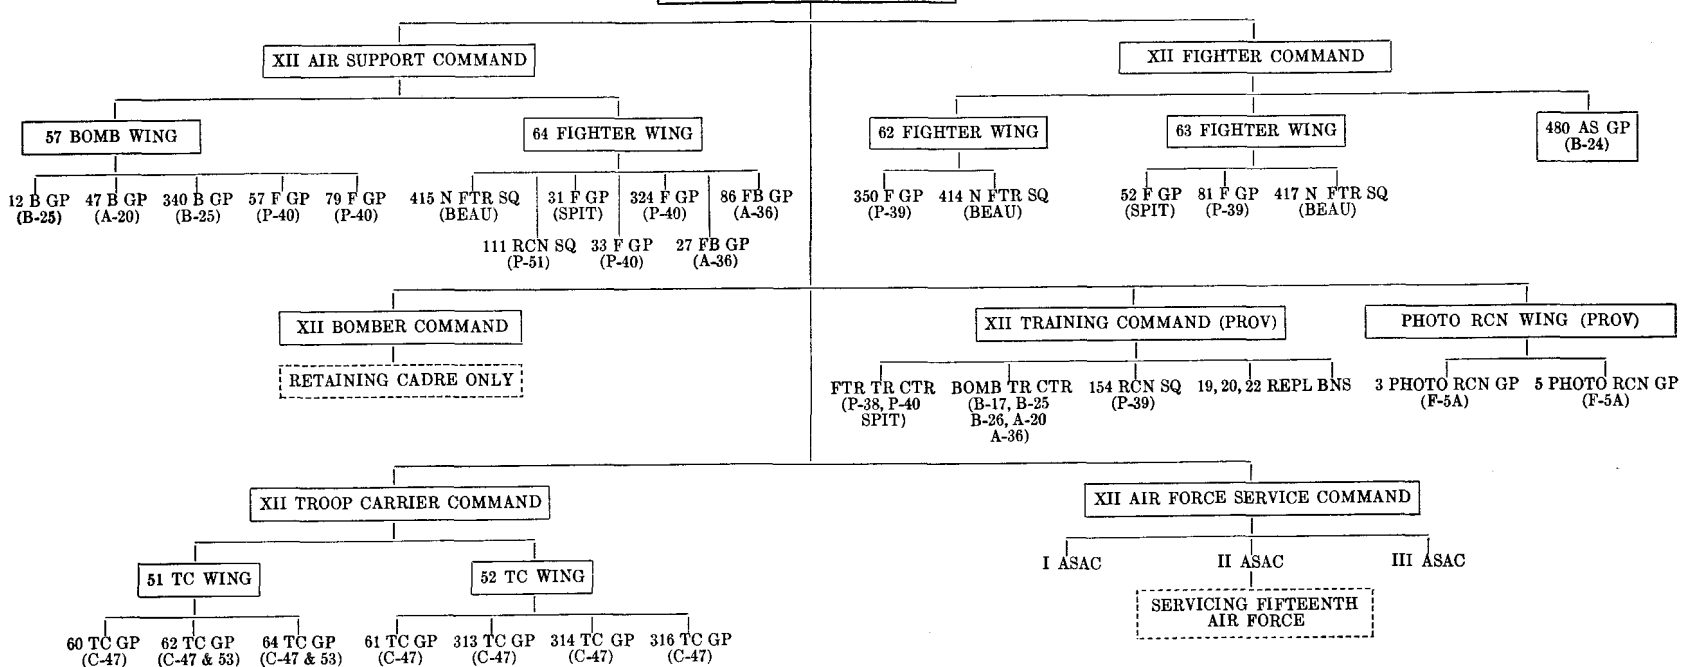 XII AIR SUPPORT COMMAND
XII FIGHTER COMMAND
57 BOMB WING
64 FIGHTER WING
62 FIGHTER WING
63 FIGHTER WING
480 AS GP
(B-24)
12 B GP
(B-25)
47 B GP
(A-20)
340 B GP
(B-25)
57 F GP
(P-40)
79 F GP
(P-40)
415 N FTR SQ
(BEAU)
31 F GP
(SPIT)
324 F GP
(P-40)
86 FB GP
(A-36)
111 RCN SQ
(P-51)
33 F GP
(P-40)
27 FB GP
(A-36)
350 F GP
(P-39)
414 N FTR SQ
(BEAU)
52 F GP
(SPIT)
81 F GP
(P-39)
417 N FTR SQ
(BEAU)
XII BOMBER COMMAND
RETAINING CADRE ONLY
XII TRAINING COMMAND (PROV)
PHOTO RCN WING (PROV)
FTR TR CTR
(P-38, P-40
SPIT)
BOMB TR CTR
(B-17, B-25
B-26, A-20
A-36)
154 RCN SQ
(P-39)
19, 20, 22 REPL BNS
3 PHOTO RCN GP
(F-5A)
5 PHOTO RCN GP
(F-5A)
XII TROOP CARRIER COMMAND
XII AIR FORCE SERVICE COMMAND
51 TC WING
52 TC WING
I ASAC
II ASAC
III ASAC
SERVICING FIFTEENTH
AIR FORCE
60 TC GP
(C-47)
62 TC GP
(C-47 & 53)
64 TC GP
(C-47 & 53)
61 TC GP
(C-47)
313 TC GP
(C-47)
314 TC GP
(C-47)
316 TC GP
(C-47)